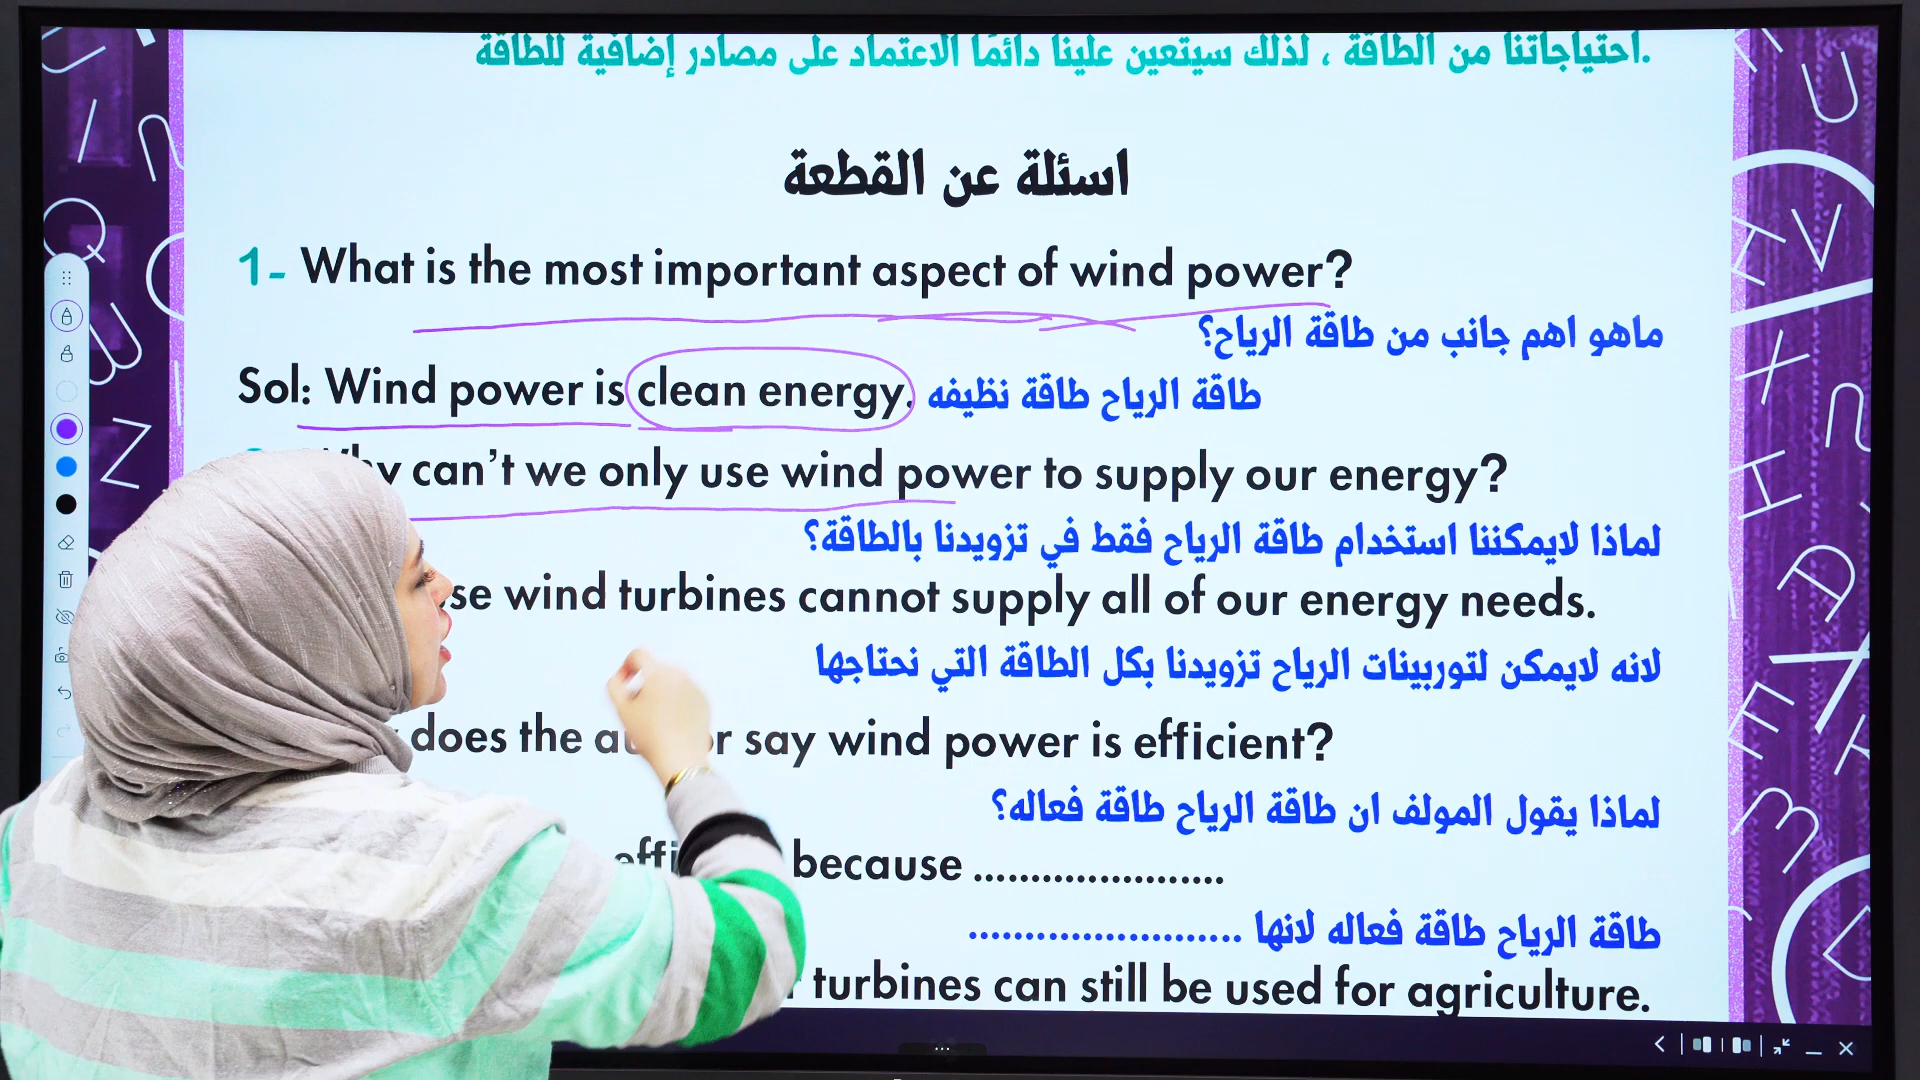 احتياجاتنا من الطاقة ، لذلك سيتعين علينا دائمًا الاعتماد على مصادر إضافية للطاقة.
اسئلة عن القطعة
1- What is the most important aspect of wind power?
ماهو اهم جانب من طاقة الرياح؟
Sol: Wind power is clean energy. طاقة الرياح طاقة نظيفه
can't we only use wind power to supply our energy?
لماذا لايمكننا استخدام طاقة الرياح فقط في تزويدنا بالطاقة؟
wind turbines cannot supply all of our energy needs.
لانه لايمكن لتوربينات الرياح تزويدنا بكل الطاقة التي نحتاجها
does the say wind power is efficient?
لماذا يقول المولف ان طاقة الرياح طاقة فعاله؟
because ......................
طاقة الرياح طاقة فعاله لانها ........................
turbines can still be used for agriculture.